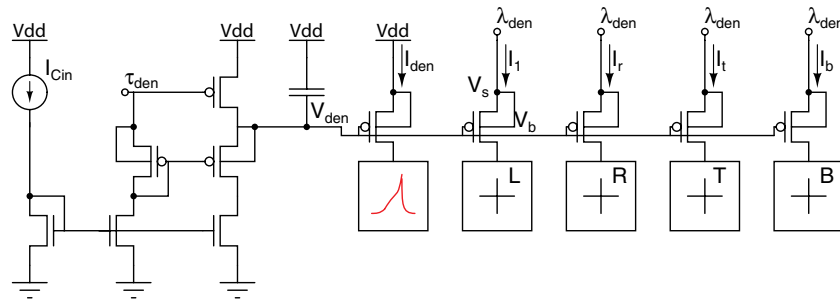 Vdd
Vdd
Vdd
Vdd
λden
λden
λden
λden
ICin
τden
Vden
Iden
Vs
I1
Vb
Ir
It
Ib
L
R
T
B